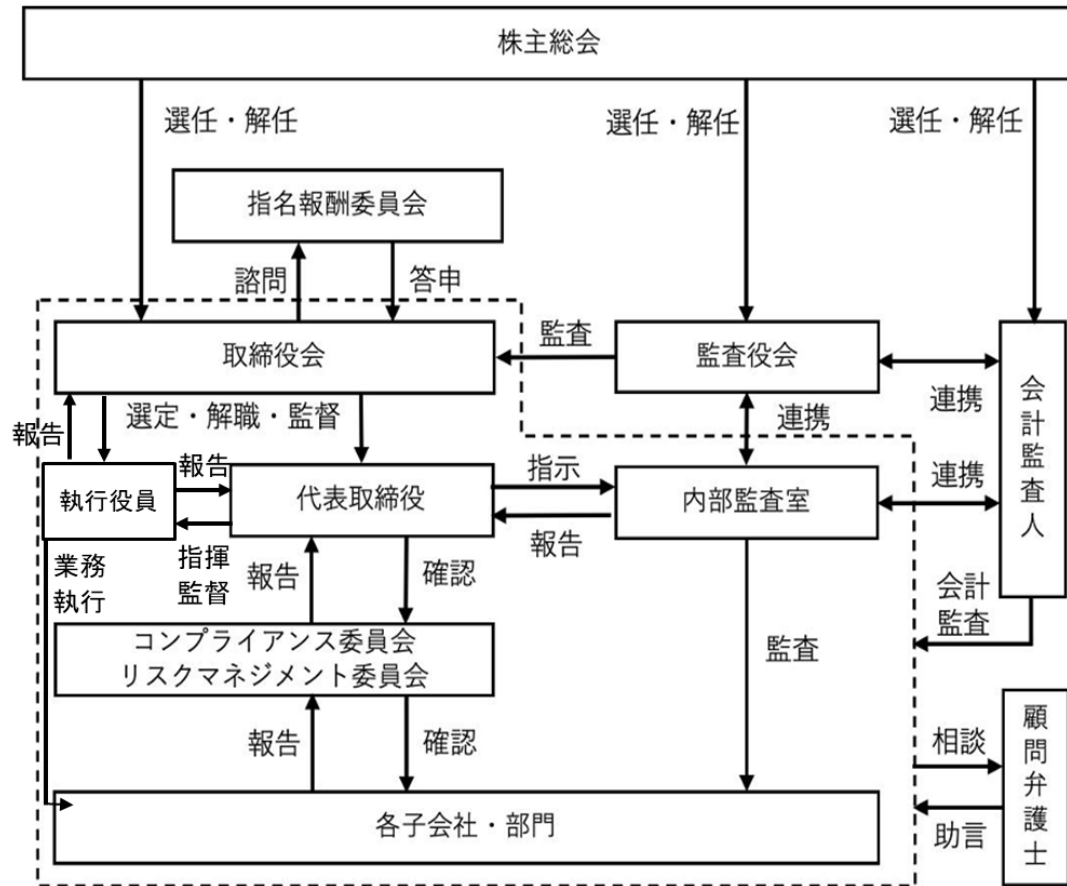 株主総会
選任・解任
選任・解任
選任・解任
指名報酬委員会
諮問
答申
取締役会
監査
監査役会
連携
会計監査人
報告
選定・解職・監督
連携
執行役員
報告
代表取締役
指示
内部監査室
連携
報告
業務
執行
指揮
監督
報告
確認
会計
監査
コンプライアンス委員会
リスクマネジメント委員会
監査
報告
確認
相談
顧問弁護士
助言
各子会社・部門